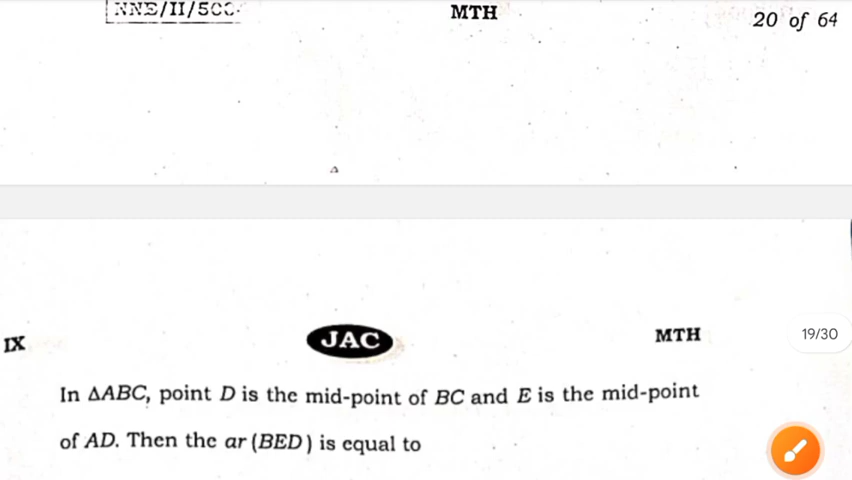 MTH
20 of 64
IX
JAC
MTH
19/30
In ΔABC, point D is the mid-point of BC and E is the mid-point
of AD. Then the ar (BED) is equal to